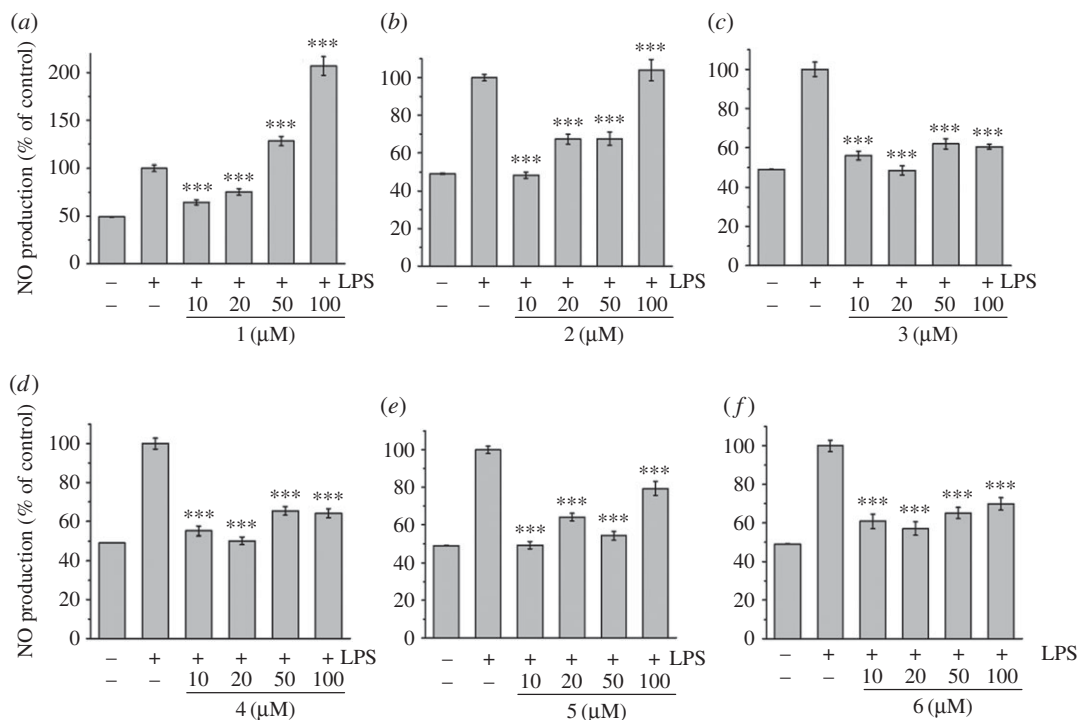 (a)
NO production (% of control)
200
150
100
50
0
***
***
***
***
– + + + + + LPS
– – 10 20 50 100
1 (μM)
(b)
100
80
60
40
20
0
***
***
***
***
– + + + + + LPS
– – 10 20 50 100
2 (μM)
(c)
100
80
60
40
20
0
***
***
***
***
– + + + + + LPS
– – 10 20 50 100
3 (μM)
(d)
NO production (% of control)
100
80
60
40
20
0
***
***
***
***
– + + + + + LPS
– – 10 20 50 100
4 (μM)
(e)
100
80
60
40
20
0
***
***
***
***
– + + + + + LPS
– – 10 20 50 100
5 (μM)
(f)
100
80
60
40
20
0
***
***
***
***
– + + + + + LPS
– – 10 20 50 100
6 (μM)